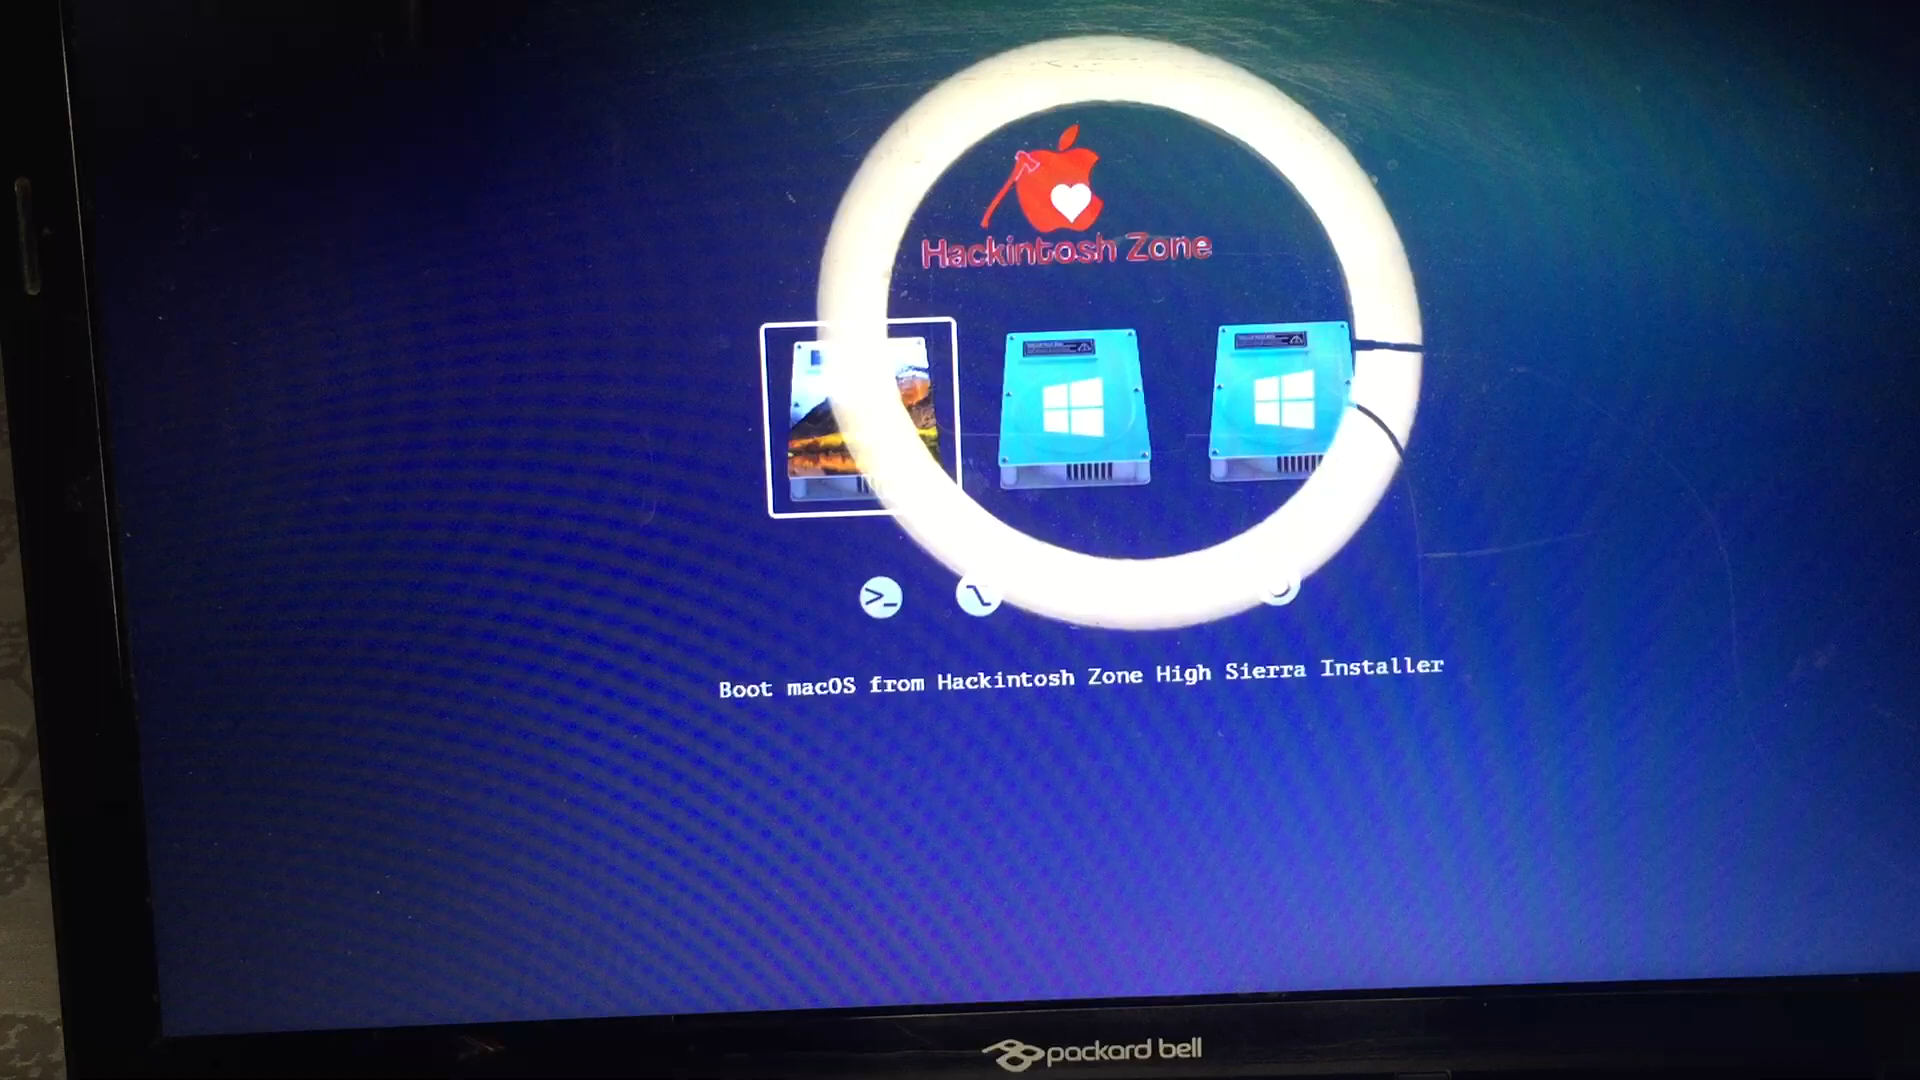 Hackintosh Zone
>_
Boot macOS from Hackintosh Zone High Sierra Installer
packard bell